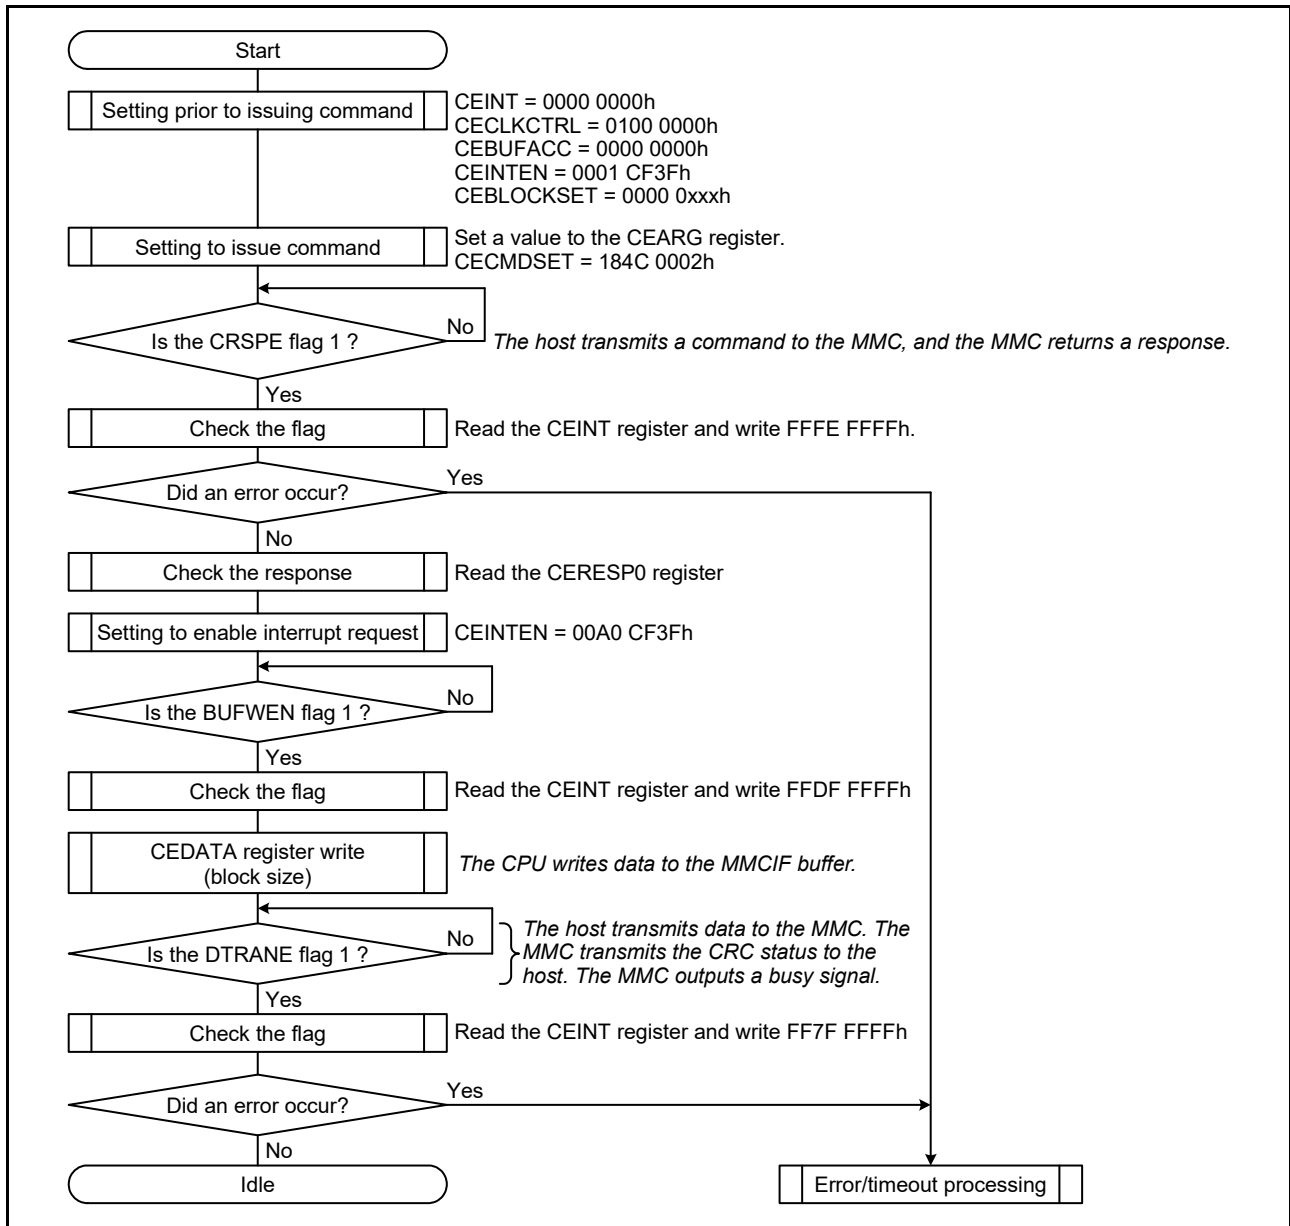 Start
Setting prior to issuing command
CEINT = 0000 0000h
CECLKCTRL = 0100 0000h
CEBUFACC = 0000 0000h
CEINTEN = 0001 CF3Fh
CEBLOCKSET = 0000 0xxxh
Setting to issue command
Set a value to the CEARG register.
CECMDSET = 184C 0002h
Is the CRSPE flag 1 ?
No
The host transmits a command to the MMC, and the MMC returns a response.
Yes
Check the flag
Read the CEINT register and write FFFE FFFFh.
Did an error occur?
Yes
No
Check the response
Read the CERESP0 register
Setting to enable interrupt request
CEINTEN = 00A0 CF3Fh
Is the BUFWEN flag 1 ?
No
Yes
Check the flag
Read the CEINT register and write FFDF FFFFh
CEDATA register write
(block size)
The CPU writes data to the MMCIF buffer.
Is the DTRANE flag 1 ?
No
The host transmits data to the MMC. The
MMC transmits the CRC status to the
host. The MMC outputs a busy signal.
Yes
Check the flag
Read the CEINT register and write FF7F FFFFh
Did an error occur?
Yes
No
Idle
Error/timeout processing